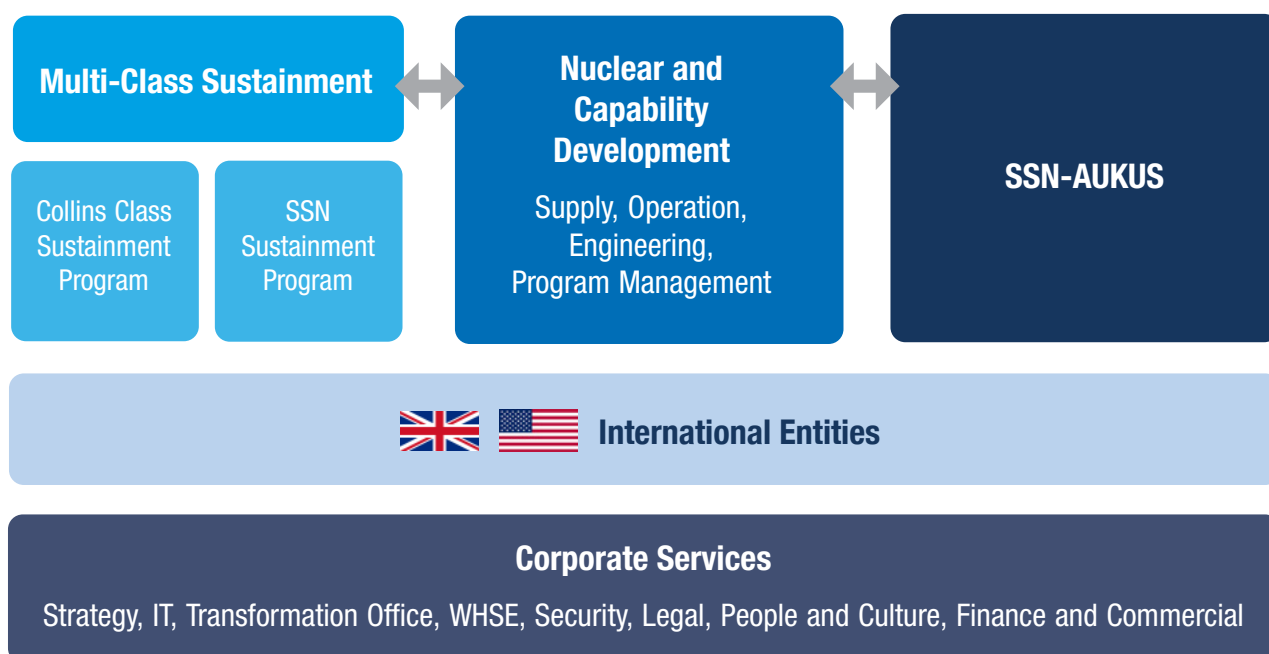 Multi-Class Sustainment
Collins Class
Sustainment
Program
SSN
Sustainment
Program
Nuclear and
Capability
Development
Supply, Operation,
Engineering,
Program Management
SSN-AUKUS
International Entities
Corporate Services
Strategy, IT, Transformation Office, WHSE, Security, Legal, People and Culture, Finance and Commercial